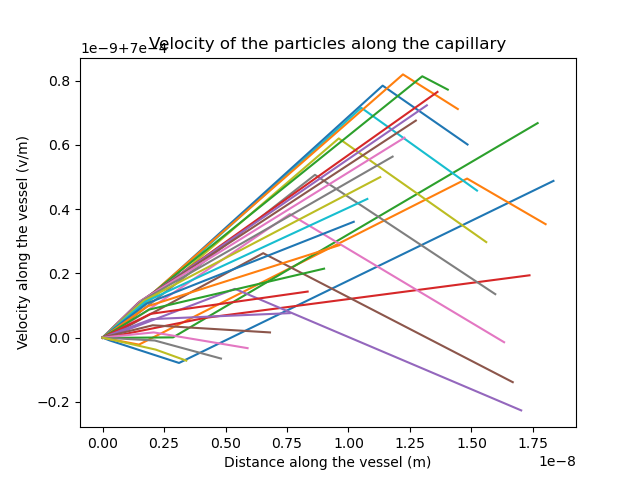 Velocity of the particles along the capillary
1e−9+7e−4
0.8
0.6
0.4
0.2
0.0
−0.2
Velocity along the vessel (v/m)
0.00 0.25 0.50 0.75 1.00 1.25 1.50 1.75
Distance along the vessel (m)
1e−8